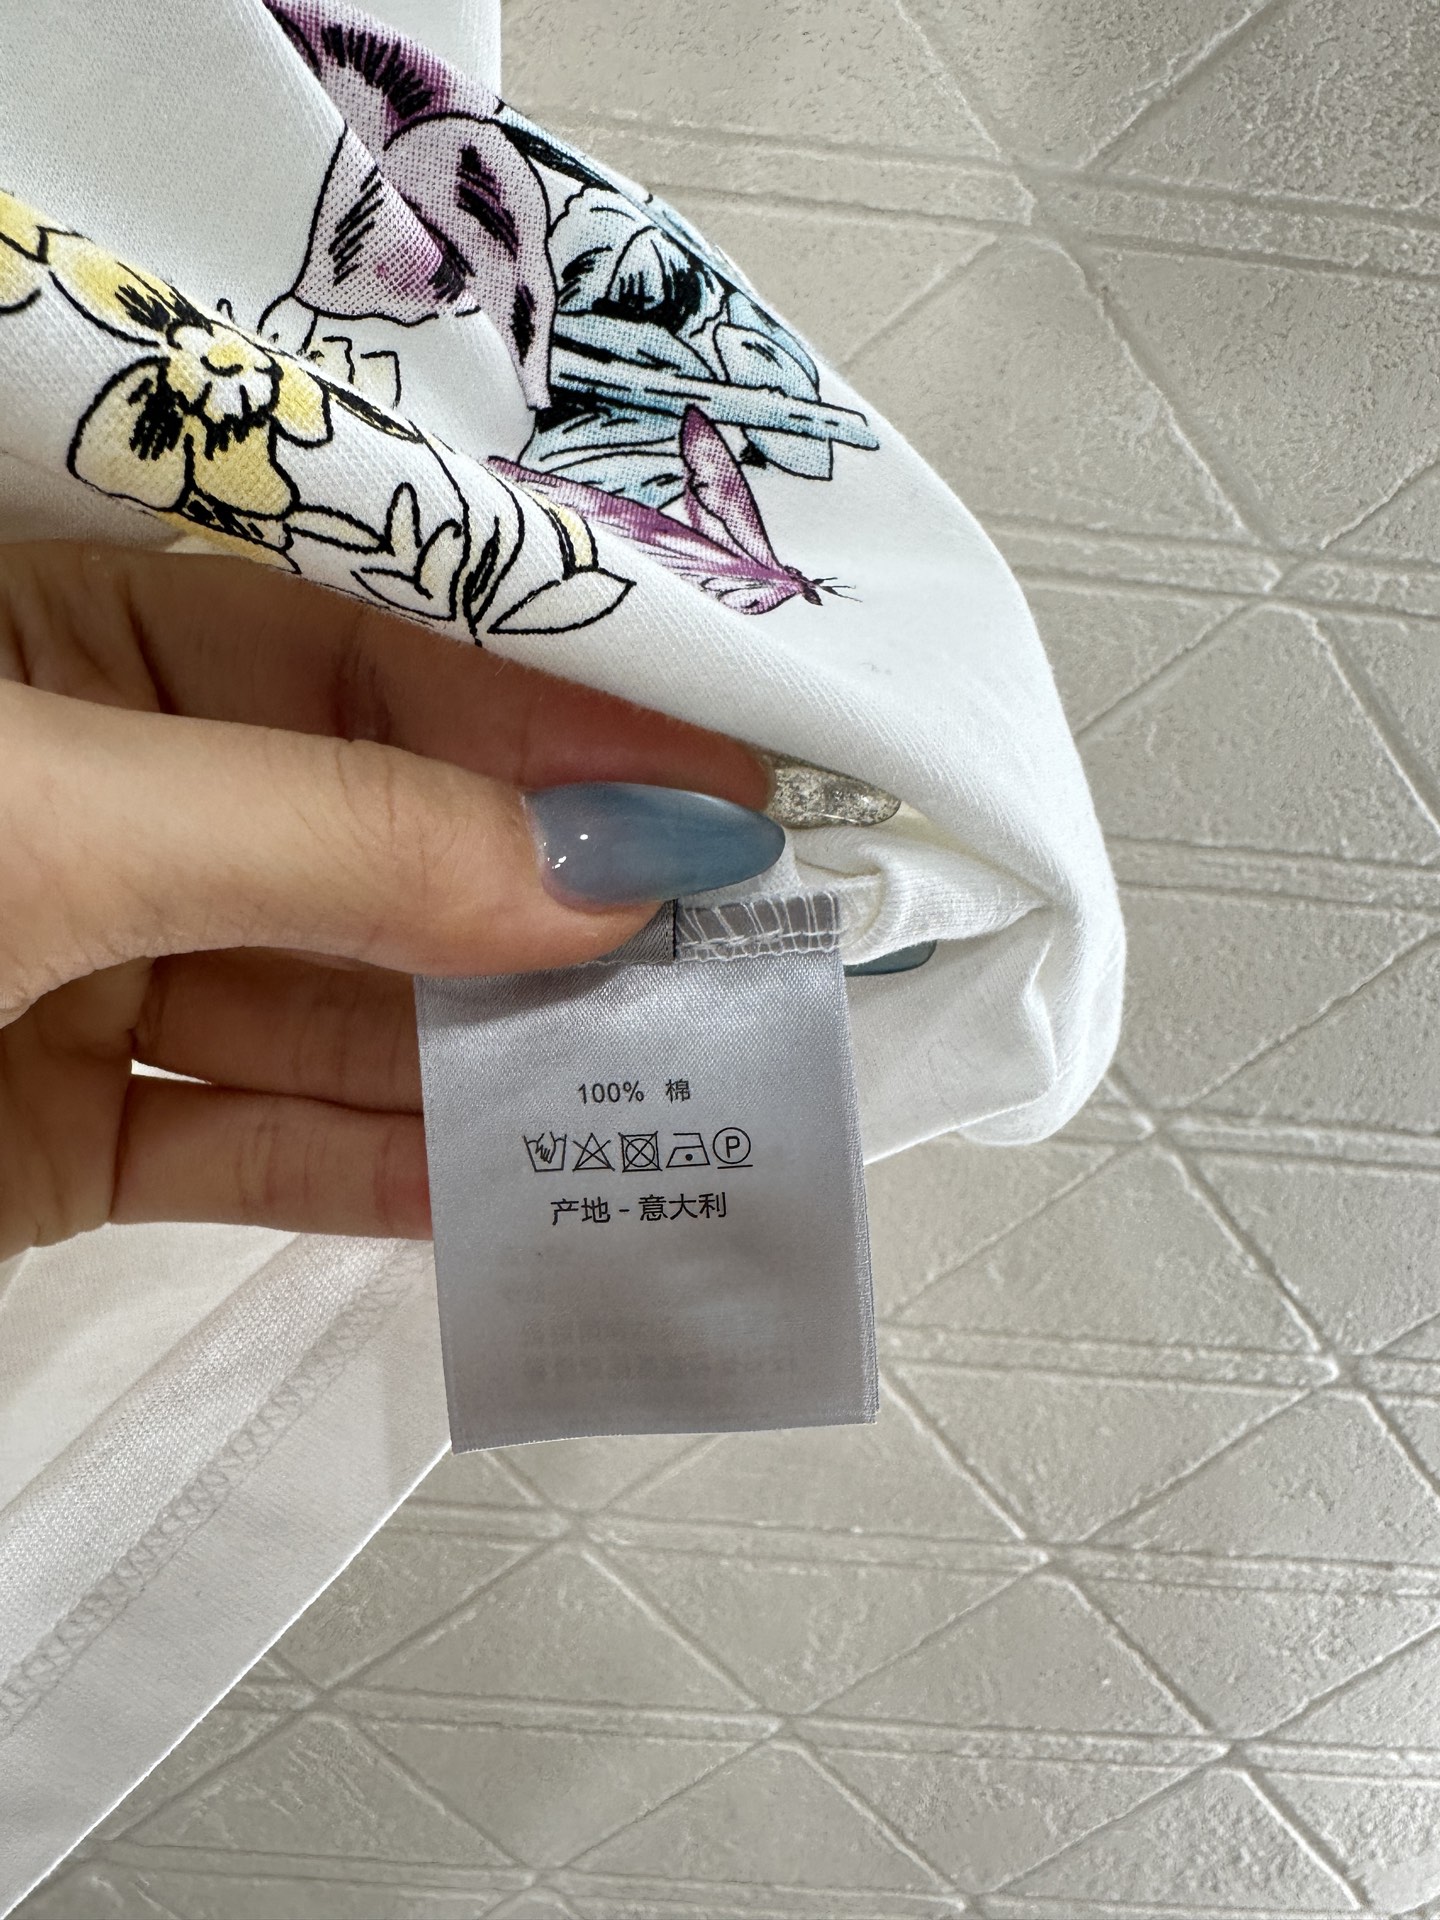 100% 棉
P
产地 - 意大利